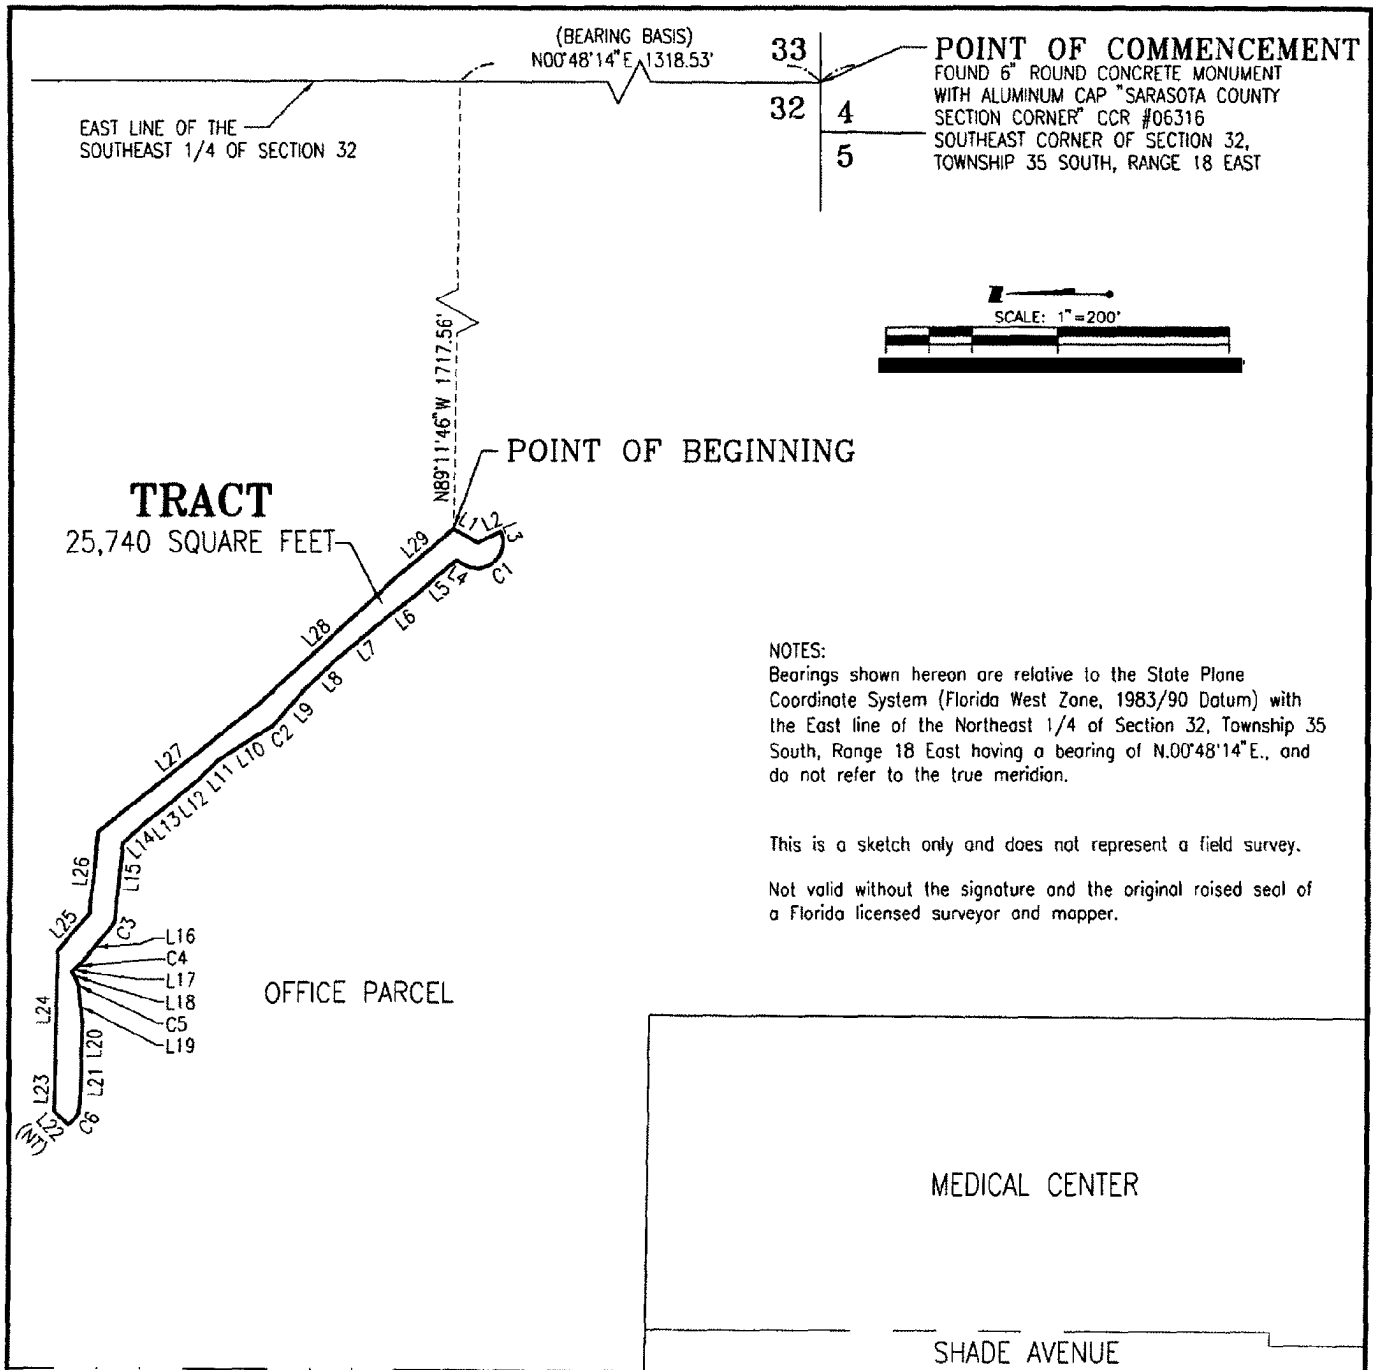 (BEARING BASIS)
N00°48'14"E 1318.53'
33
32
4
5
POINT OF COMMENCEMENT
FOUND 6" ROUND CONCRETE MONUMENT
WITH ALUMINUM CAP "SARASOTA COUNTY
SECTION CORNER" CCR #06316
SOUTHEAST CORNER OF SECTION 32,
TOWNSHIP 35 SOUTH, RANGE 18 EAST
EAST LINE OF THE
SOUTHEAST 1/4 OF SECTION 32
SCALE: 1"=200'
N89°11'46"W 1717.56'
POINT OF BEGINNING
TRACT
25,740 SQUARE FEET
L1
L2
L3
C1
L4
L5
L6
L7
L8
L9
C2
L10
L11
L12
L13
L14
L15
C3
L16
C4
L17
L18
C5
L19
L20
L21
C6
L22
(NT)
L23
L24
L25
L26
L27
L28
L29
NOTES:
Bearings shown hereon are relative to the State Plane
Coordinate System (Florida West Zone, 1983/90 Datum) with
the East line of the Northeast 1/4 of Section 32, Township 35
South, Range 18 East having a bearing of N.00°48'14"E., and
do not refer to the true meridian.
This is a sketch only and does not represent a field survey.
Not valid without the signature and the original raised seal of
a Florida licensed surveyor and mapper.
OFFICE PARCEL
MEDICAL CENTER
SHADE AVENUE